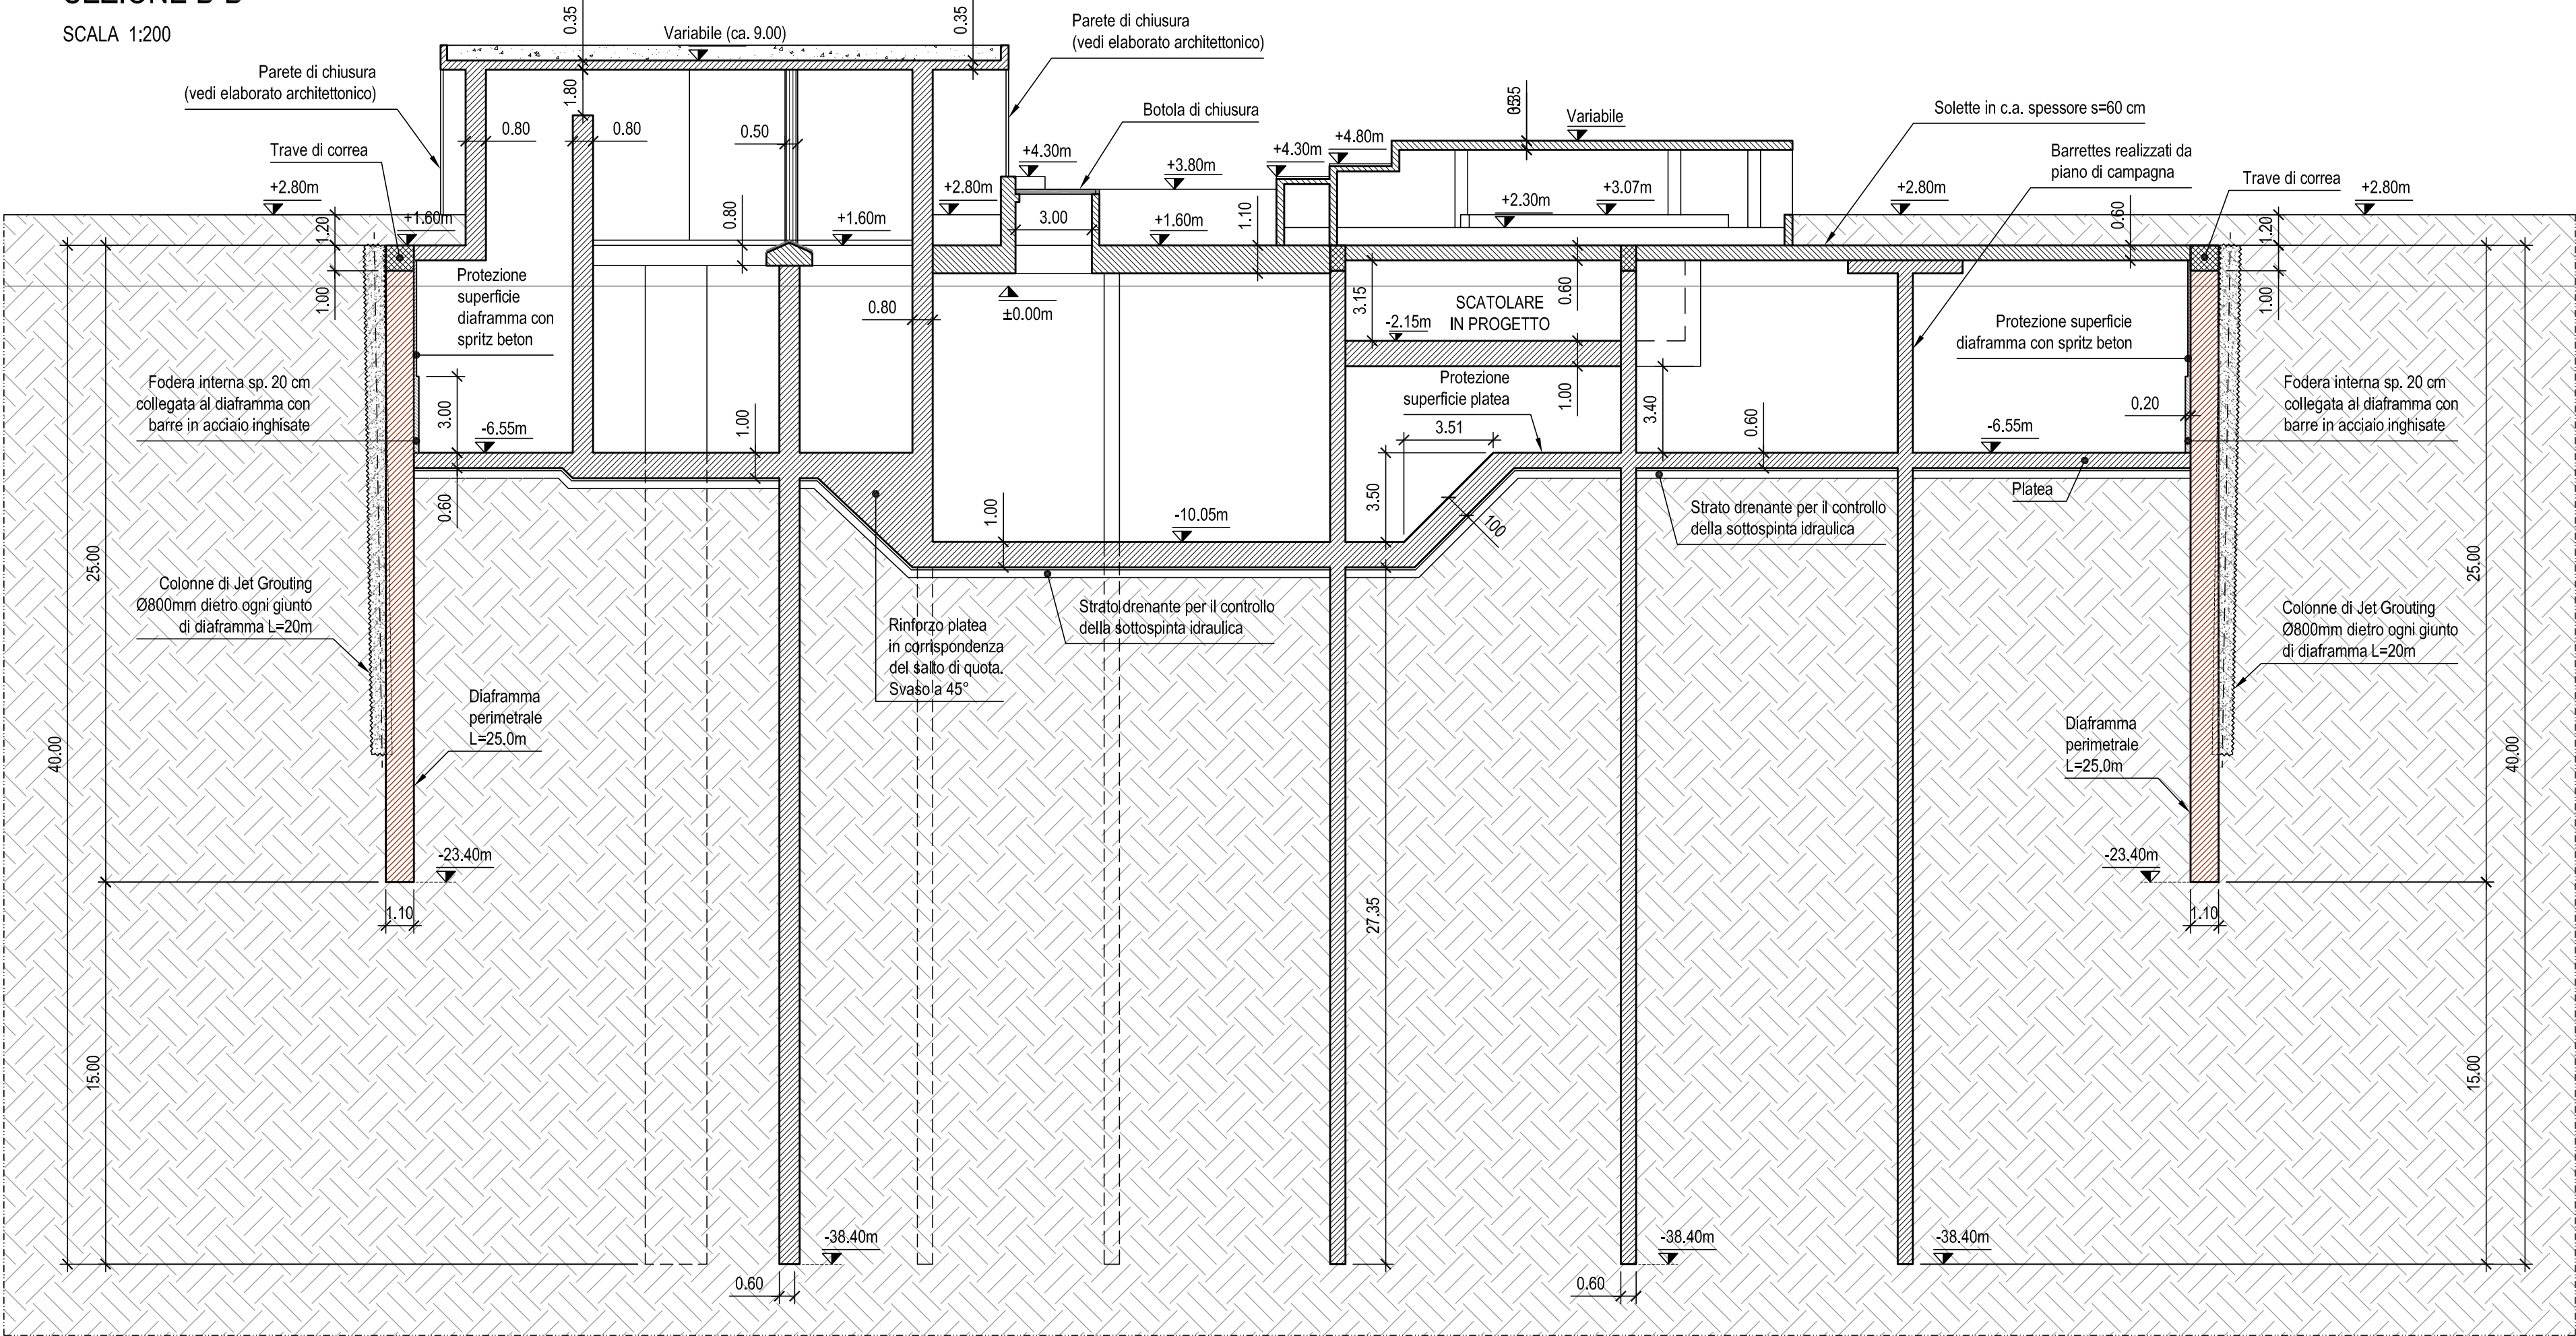 SCALA 1:200
0.35
Variabile (ca. 9.00)
0.35
Parete di chiusura
(vedi elaborato architettonico)
Parete di chiusura
(vedi elaborato architettonico)
1.80
0.80
0.80
0.50
Botola di chiusura
Variabile
Solette in c.a. spessore s=60 cm
Trave di correa
+4.30m
+3.80m
+4.30m
+4.80m
Barrettes realizzati da
piano di campagna
Trave di correa
+2.80m
+2.80m
+2.30m
+3.07m
+2.80m
+2.80m
1.20
+1.60m
0.80
+1.60m
3.00
+1.60m
1.10
0.60
1.20
1.00
Protezione
superficie
diaframma con
spritz beton
0.80
±0.00m
3.15
SCATOLARE
IN PROGETTO
0.60
-2.15m
1.00
Protezione superficie
diaframma con spritz beton
Fodera interna sp. 20 cm
collegata al diaframma con
barre in acciaio inghisate
3.00
-6.55m
1.00
Protezione
superficie platea
1.00
3.40
0.60
3.51
0.20
-6.55m
Fodera interna sp. 20 cm
collegata al diaframma con
barre in acciaio inghisate
0.60
1.00
-10.05m
3.50
100
Strato drenante per il controllo
della sottospinta idraulica
Platea
25.00
25.00
Colonne di Jet Grouting
Ø800mm dietro ogni giunto
di diaframma L=20m
Rinforzo platea
in corrispondenza
del salto di quota.
Svaso a 45°
Strato drenante per il controllo
della sottospinta idraulica
Colonne di Jet Grouting
Ø800mm dietro ogni giunto
di diaframma L=20m
Diaframma
perimetrale
L=25.0m
Diaframma
perimetrale
L=25.0m
40.00
40.00
-23.40m
-23.40m
1.10
27.35
1.10
15.00
15.00
-38.40m
-38.40m
-38.40m
0.60
0.60